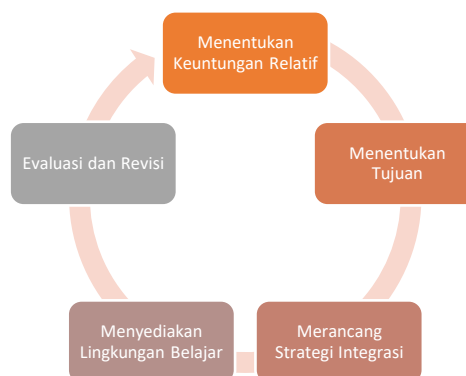 Menentukan
Keuntungan Relatif
Menentukan
Tujuan
Merancang
Strategi Integrasi
Menyediakan
Lingkungan Belajar
Evaluasi dan Revisi